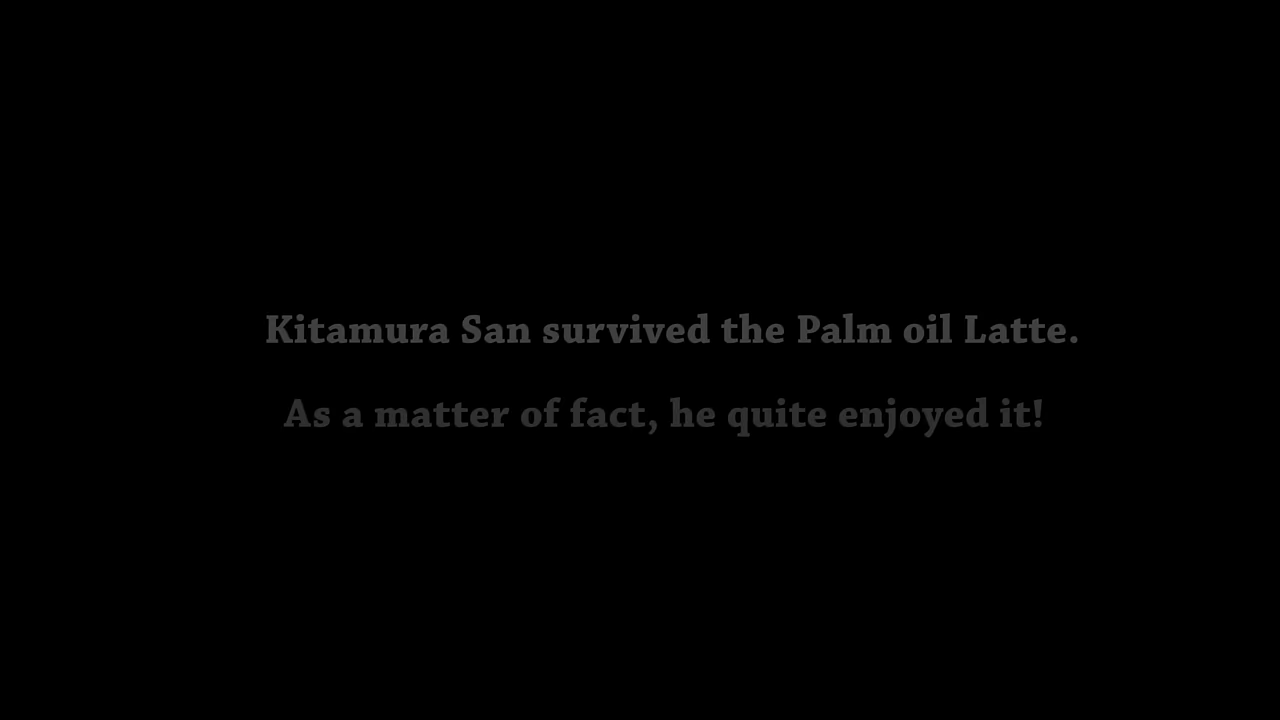 Kitamura San survived the Palm oil Latte.
As a matter of fact, he quite enjoyed it!